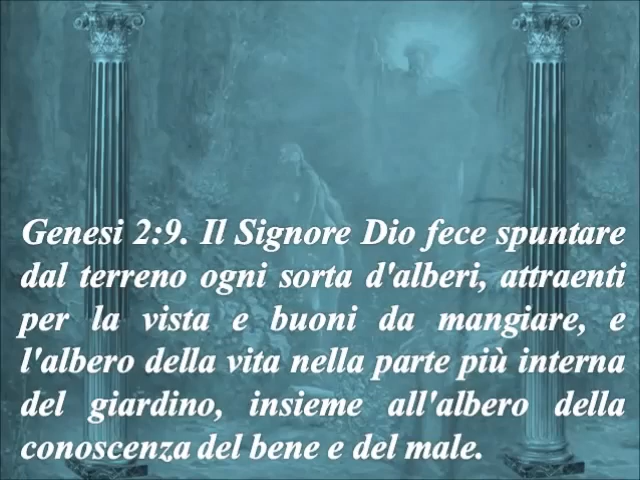 Genesi 2:9. Il Signore Dio fece spuntare
dal terreno ogni sorta d'alberi, attraenti
per la vista e buoni da mangiare, e
l'albero della vita nella parte più interna
del giardino, insieme all'albero della
conoscenza del bene e del male.